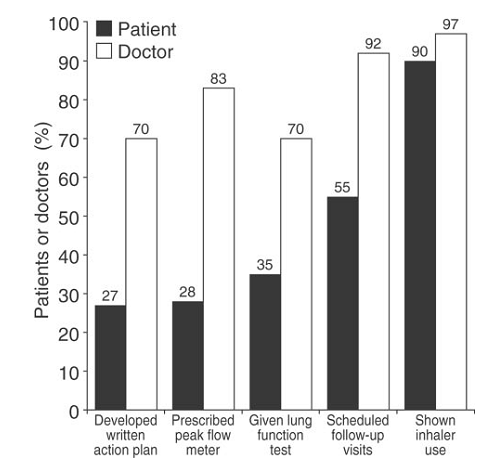 Patients or doctors (%)
100
90
80
70
60
50
40
30
20
10
0
Patient
Doctor
27
70
28
83
35
70
55
92
90
97
Developed
written
action plan
Prescribed
peak flow
meter
Given lung
function
test
Scheduled
follow-up
visits
Shown
inhaler
use